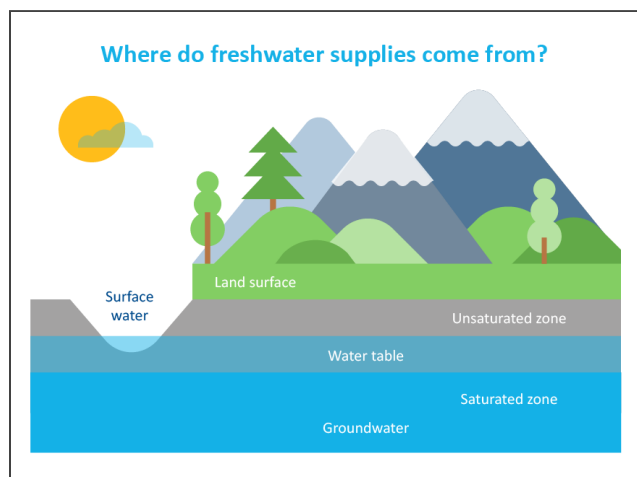 Where do freshwater supplies come from?
Land surface
Surface
water
Unsaturated zone
Water table
Saturated zone
Groundwater